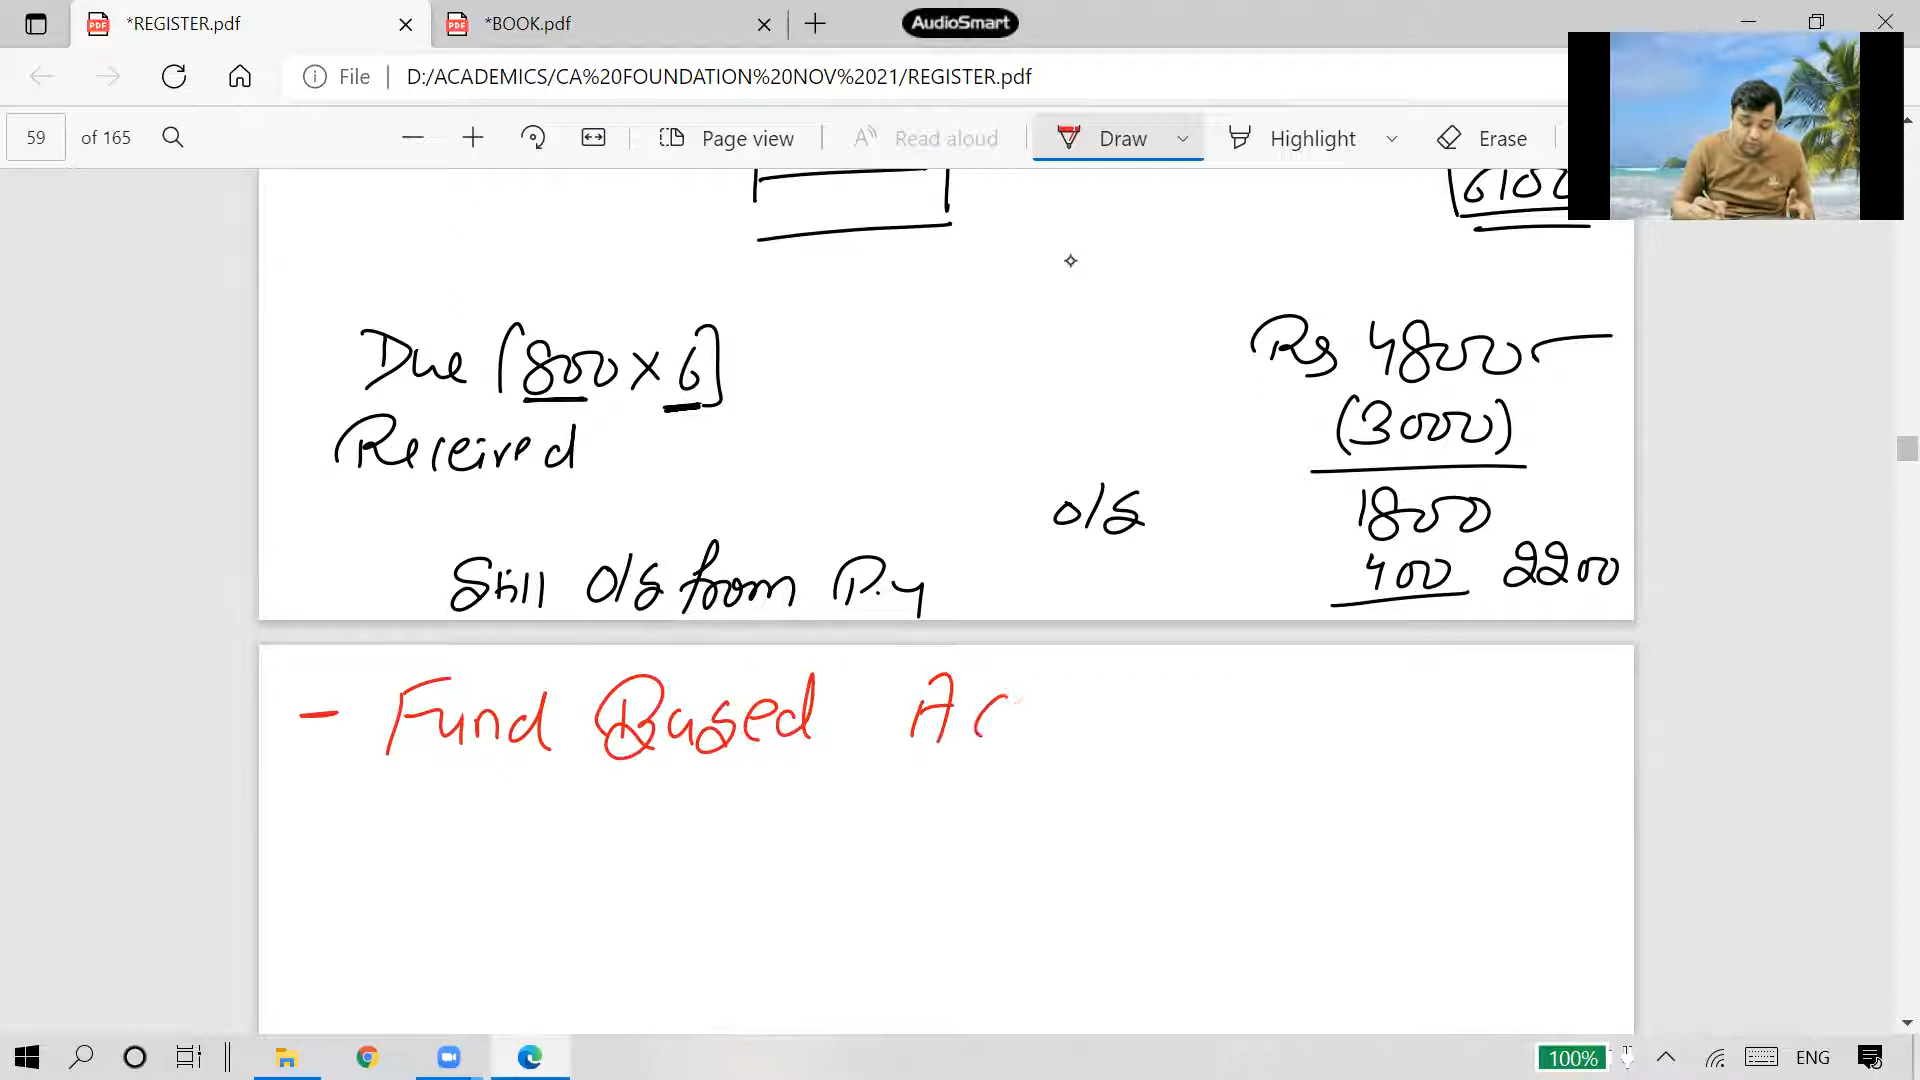 *REGISTER.pdf
*BOOK.pdf
AudioSmart
File
D:/ACADEMICS/CA%20FOUNDATION%20NOV%2021/REGISTER.pdf
59 of 165
Page view
Read aloud
Draw
Highlight
Erase
6100
Due [800 × 6] Rs 4800
Received (3000)
o/s 1800
Still o/s from P.y 400 2200
- Fund Based AC
100%
ENG